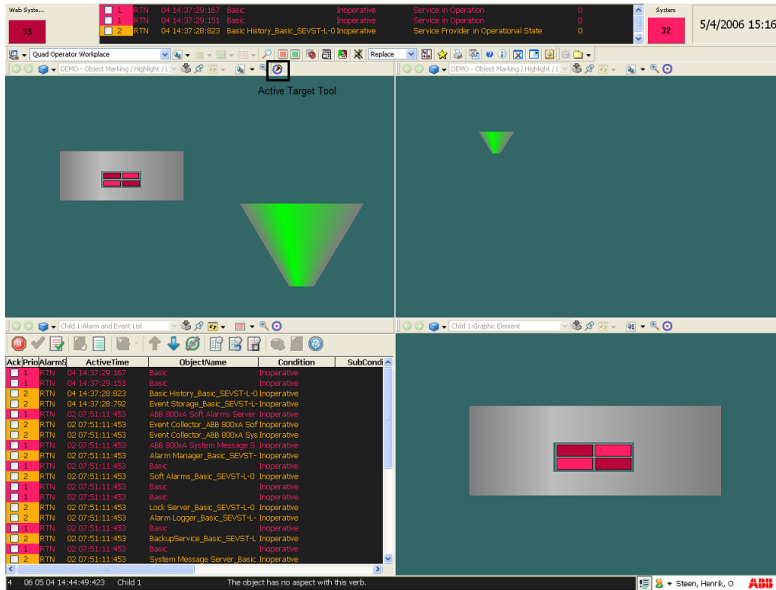 Web Syste...
33
1 RTN 04 14:37:29:167 Basic Inoperative Service in Operation 0
1 RTN 04 14:37:29:151 Basic Inoperative Service in Operation 0
2 RTN 04 14:37:28:823 Basic History_Basic_SEVST-L-0 Inoperative Service Provider in Operational State 0
System
32
5/4/2006 15:16
Quad Operator Workplace
Replace
DEMO - Object Marking / Highlight / L
DEMO - Object Marking / Highlight / L
Active Target Tool
Child 1:Alarm and Event List
Child 1:Graphic Element
Ack Prio AlarmS ActiveTime ObjectName Condition SubCondi
1 RTN 04 14:37:29:167 Basic Inoperative
1 RTN 04 14:37:29:151 Basic Inoperative
2 RTN 04 14:37:28:823 Basic History_Basic_SEVST-L-0 Inoperative
2 RTN 04 14:37:28:792 Event Storage_Basic_SEVST-L- Inoperative
1 RTN 02 07:51:11:453 ABB 800xA Soft Alarms Server Inoperative
2 RTN 02 07:51:11:453 Event Collector_ABB 800xA Sof Inoperative
2 RTN 02 07:51:11:453 Event Collector_ABB 800xA Sys Inoperative
1 RTN 02 07:51:11:453 ABB 800xA System Message S Inoperative
2 RTN 02 07:51:11:453 Alarm Manager_Basic_SEVST- Inoperative
1 RTN 02 07:51:11:453 Basic Inoperative
2 RTN 02 07:51:11:453 Soft Alarms_Basic_SEVST-L-0 Inoperative
1 RTN 02 07:51:11:453 Basic Inoperative
1 RTN 02 07:51:11:453 Basic Inoperative
2 RTN 02 07:51:11:453 Lock Server_Basic_SEVST-L-0 Inoperative
2 RTN 02 07:51:11:453 Alarm Logger_Basic_SEVST-L- Inoperative
1 RTN 02 07:51:11:453 Basic Inoperative
2 RTN 02 07:51:11:453 BackupService_Basic_SEVST-L Inoperative
1 RTN 02 07:51:11:453 Basic Inoperative
2 RTN 02 07:51:11:453 System Message Server_Basic Inoperative
4 06 05 04 14:44:49:423 Child 1 The object has no aspect with this verb.
Steen, Henrik, O ABB